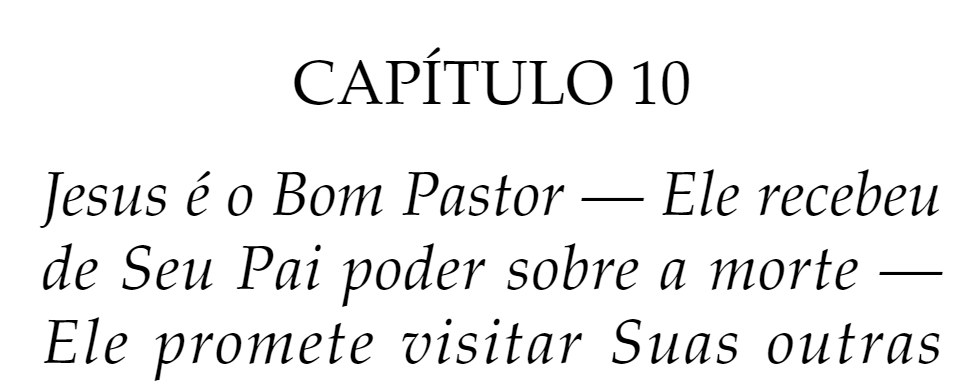 CAPÍTULO 10
Jesus é o Bom Pastor — Ele recebeu
de Seu Pai poder sobre a morte —
Ele promete visitar Suas outras